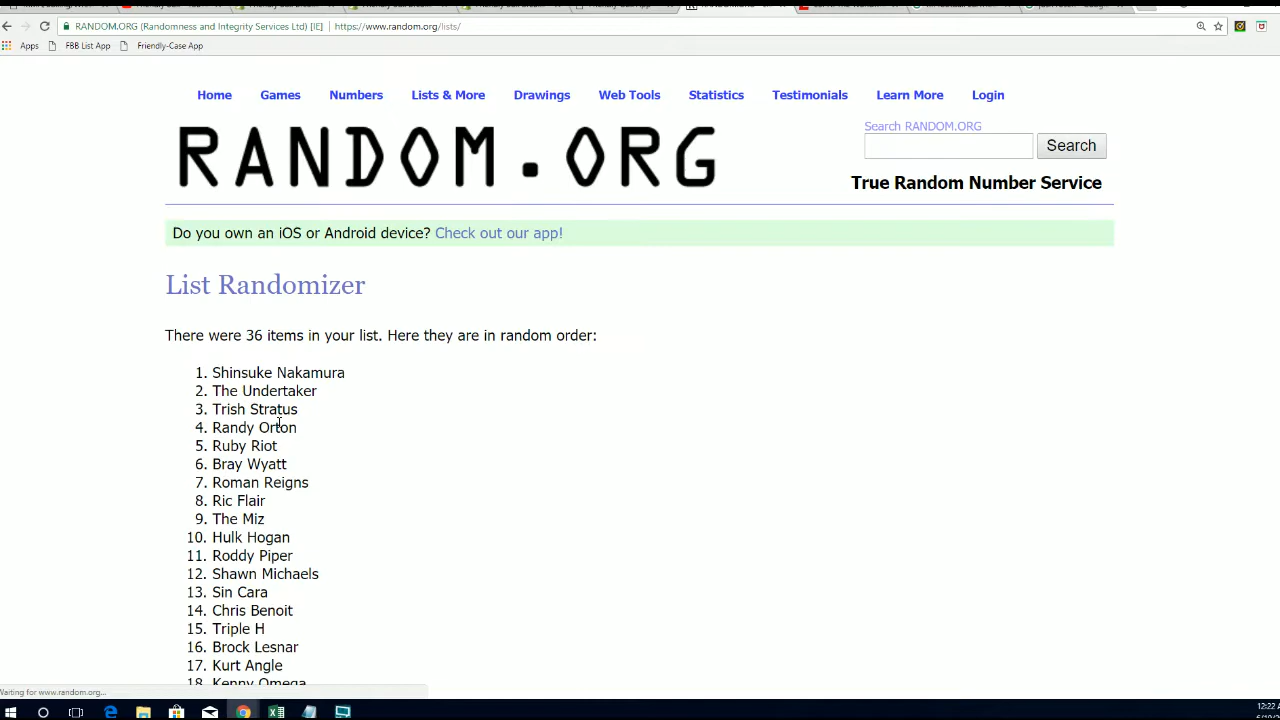 RANDOM.ORG (Randomness and Integrity Services Ltd) [IE] https://www.random.org/lists/
Apps FBB List App Friendly-Case App
Home Games Numbers Lists & More Drawings Web Tools Statistics Testimonials Learn More Login
RANDOM.ORG
Search RANDOM.ORG
Search
True Random Number Service
Do you own an iOS or Android device? Check out our app!
List Randomizer
There were 36 items in your list. Here they are in random order:
1. Shinsuke Nakamura
2. The Undertaker
3. Trish Stratus
4. Randy Orton
5. Ruby Riot
6. Bray Wyatt
7. Roman Reigns
8. Ric Flair
9. The Miz
10. Hulk Hogan
11. Roddy Piper
12. Shawn Michaels
13. Sin Cara
14. Chris Benoit
15. Triple H
16. Brock Lesnar
17. Kurt Angle
18. Kenny Omega
Waiting for www.random.org...
12:22